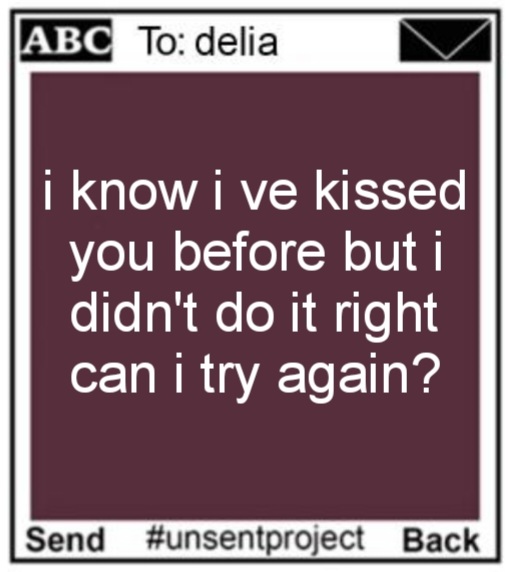 ABC To: delia
i know i ve kissed
you before but i
didn't do it right
can i try again?
Send #unsentproject Back